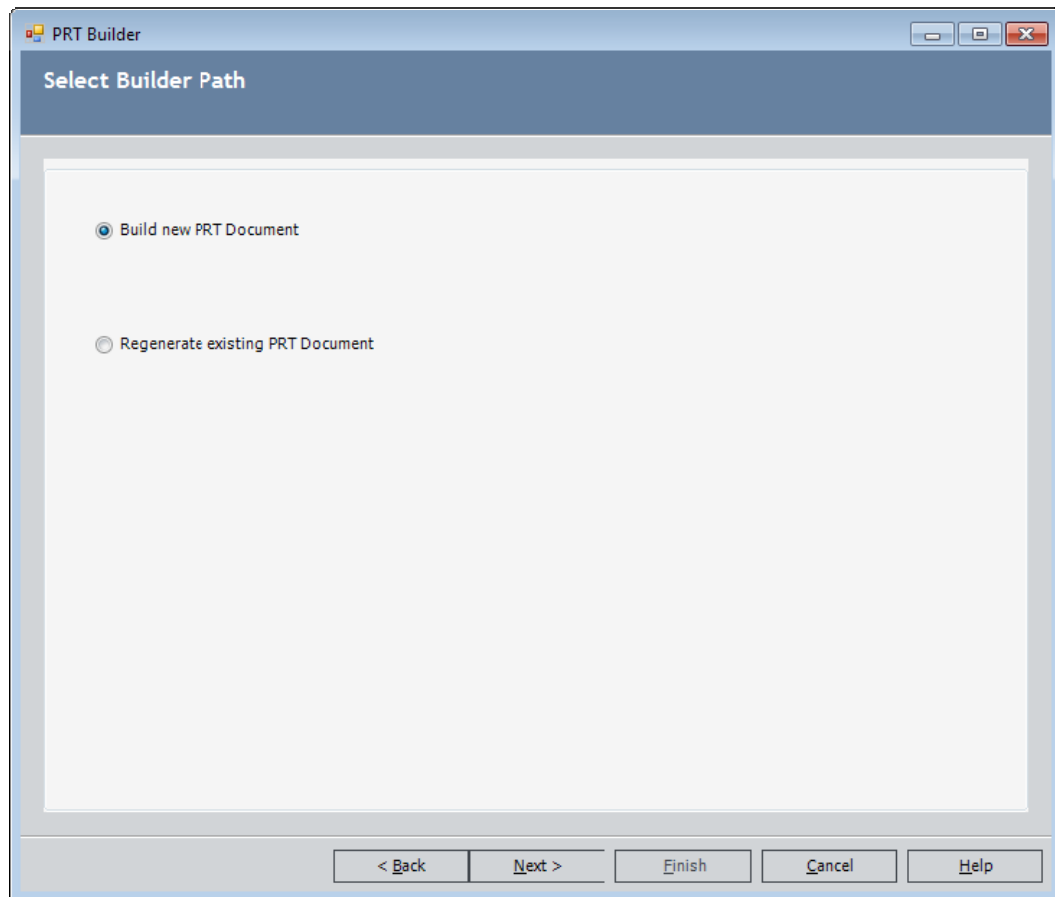 PRT Builder
Select Builder Path
Build new PRT Document
Regenerate existing PRT Document
< Back Next > Finish Cancel Help